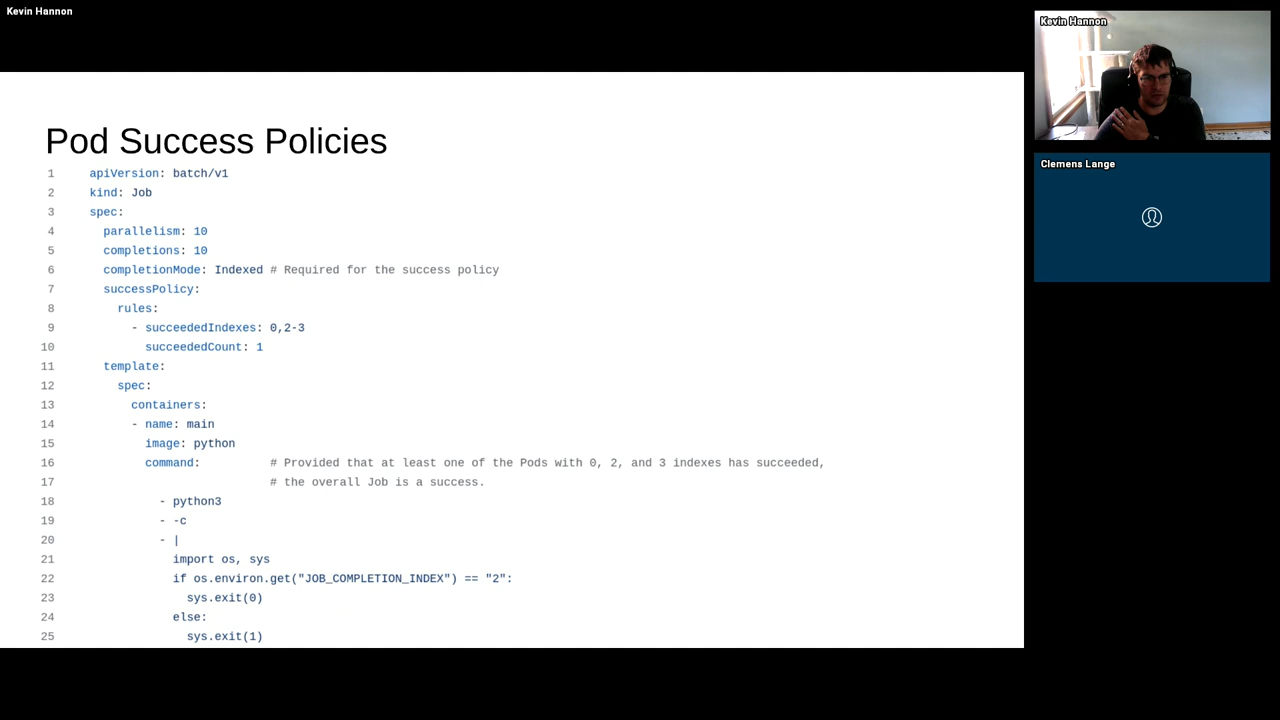 Kevin Hannon
Kevin Hannon
Clemens Lange
Pod Success Policies
1 apiVersion: batch/v1
2 kind: Job
3 spec:
4 parallelism: 10
5 completions: 10
6 completionMode: Indexed # Required for the success policy
7 successPolicy:
8 rules:
9 - succeededIndexes: 0,2-3
10 succeededCount: 1
11 template:
12 spec:
13 containers:
14 - name: main
15 image: python
16 command: # Provided that at least one of the Pods with 0, 2, and 3 indexes has succeeded,
17 # the overall Job is a success.
18 - python3
19 - -c
20 - |
21 import os, sys
22 if os.environ.get("JOB_COMPLETION_INDEX") == "2":
23 sys.exit(0)
24 else:
25 sys.exit(1)